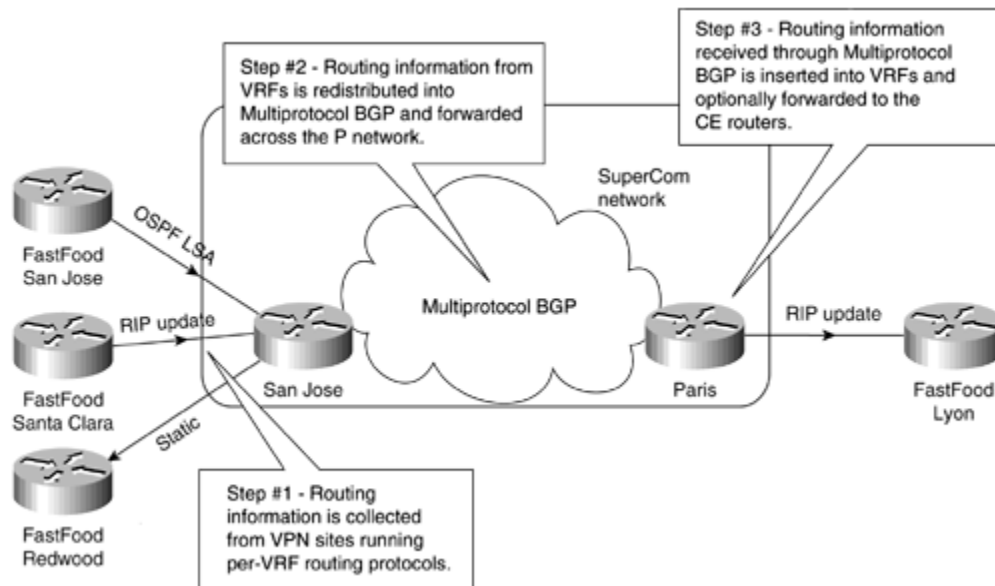 Step #2 - Routing information from
VRFs is redistributed into
Multiprotocol BGP and forwarded
across the P network.
Step #3 - Routing information
received through Multiprotocol
BGP is inserted into VRFs and
optionally forwarded to the
CE routers.
SuperCom
network
OSPF LSA
FastFood
San Jose
Multiprotocol BGP
RIP update
RIP update
San Jose
Paris
FastFood
Santa Clara
FastFood
Lyon
Static
Step #1 - Routing
information is collected
from VPN sites running
per-VRF routing protocols.
FastFood
Redwood